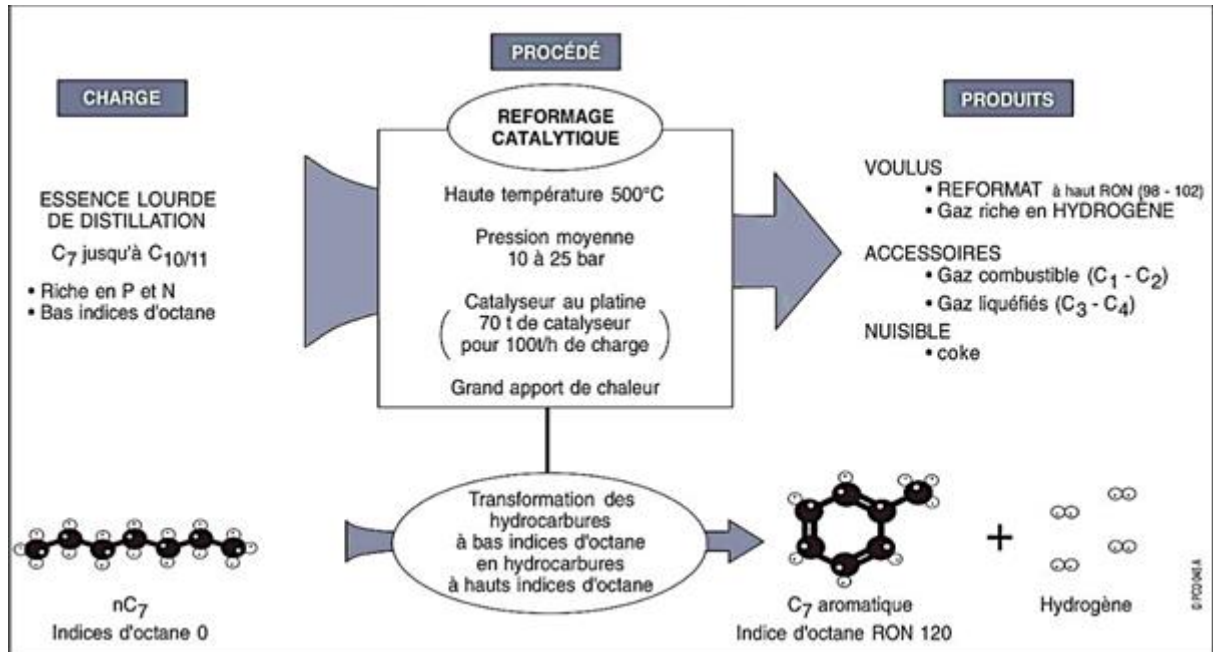 PROCÉDÉ
CHARGE
PRODUITS
REFORMAGE
CATALYTIQUE
Haute température 500°C
Pression moyenne
10 à 25 bar
Catalyseur au platine
70 t de catalyseur
pour 100t/h de charge
Grand apport de chaleur
ESSENCE LOURDE
DE DISTILLATION
C7 jusqu'à C10/11
• Riche en P et N
• Bas indices d'octane
VOULUS
• REFORMAT à haut RON (98 - 102)
• Gaz riche en HYDROGÈNE
ACCESSOIRES
• Gaz combustible (C1 - C2)
• Gaz liquéfiés (C3 - C4)
NUISIBLE
• coke
Transformation des
hydrocarbures
à bas indices d'octane
en hydrocarbures
à hauts indices d'octane
nC7
Indices d'octane 0
+
C7 aromatique
Indice d'octane RON 120
Hydrogène